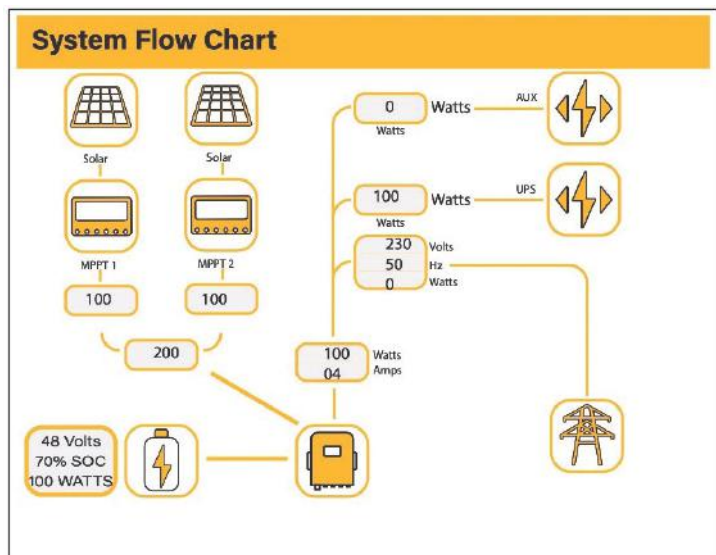 System Flow Chart
Solar
Solar
MPPT 1
MPPT 2
100
100
200
0 Watts
Watts
AUX
100 Watts
Watts
UPS
230 Volts
50 Hz
0 Watts
100 Watts
04 Amps
48 Volts
70% SOC
100 WATTS